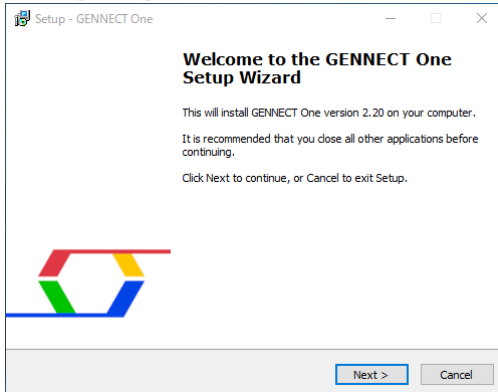 Setup - GENNECT One
Welcome to the GENNECT One
Setup Wizard
This will install GENNECT One version 2.20 on your computer.
It is recommended that you close all other applications before
continuing.
Click Next to continue, or Cancel to exit Setup.
Next >
Cancel